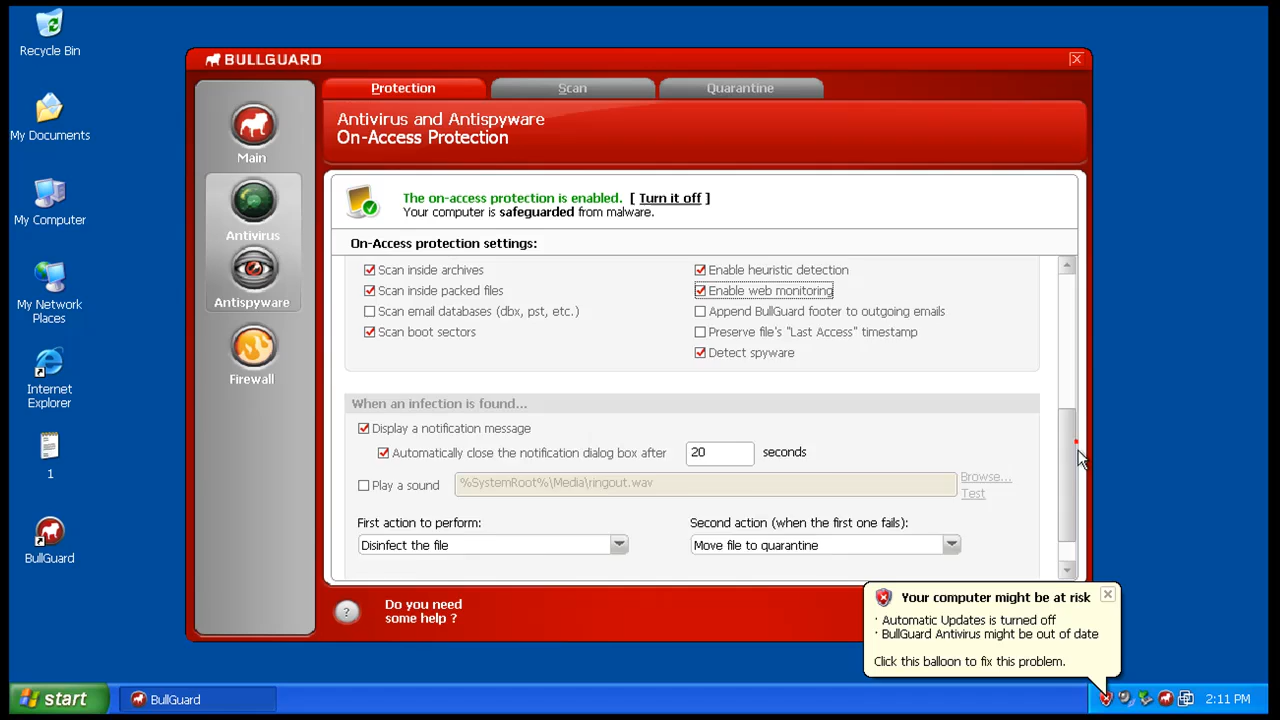 Recycle Bin
My Documents
My Computer
My Network
Places
Internet
Explorer
1
BullGuard
BULLGUARD
Main
Antivirus
Antispyware
Firewall
Protection
Scan
Quarantine
Antivirus and Antispyware
On-Access Protection
The on-access protection is enabled. [ Turn it off ]
Your computer is safeguarded from malware.
On-Access protection settings:
Scan inside archives
Enable heuristic detection
Scan inside packed files
Enable web monitoring
Scan email databases (dbx, pst, etc.)
Append BullGuard footer to outgoing emails
Scan boot sectors
Preserve file's "Last Access" timestamp
Detect spyware
When an infection is found...
Display a notification message
Automatically close the notification dialog box after 20 seconds
Play a sound %SystemRoot%\Media\ringout.wav Browse...
Test
First action to perform:
Second action (when the first one fails):
Disinfect the file
Move file to quarantine
? Do you need
some help ?
Your computer might be at risk
· Automatic Updates is turned off
· BullGuard Antivirus might be out of date
Click this balloon to fix this problem.
start
BullGuard
2:11 PM